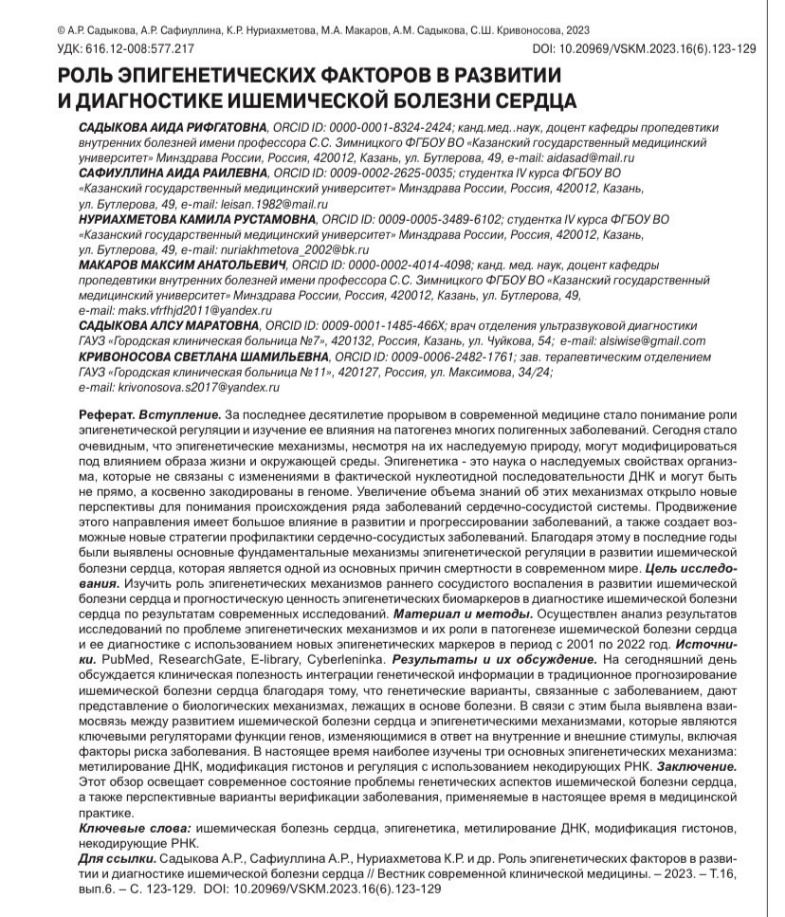 © А.Р. Садыкова, А.Р. Сафиуллина, К.Р. Нуриахметова, М.А. Макаров, А.М. Садыкова, С.Ш. Кривоносова, 2023
УДК: 616.12-008:577.217
DOI: 10.20969/VSKM.2023.16(6).123-129
РОЛЬ ЭПИГЕНЕТИЧЕСКИХ ФАКТОРОВ В РАЗВИТИИ
И ДИАГНОСТИКЕ ИШЕМИЧЕСКОЙ БОЛЕЗНИ СЕРДЦА
САДЫКОВА АИДА РИФГАТОВНА, ORCID ID: 0000-0001-8324-2424; канд.мед..наук, доцент кафедры пропедевтики
внутренних болезней имени профессора С.С. Зимницкого ФГБОУ ВО «Казанский государственный медицинский
университет» Минздрава России, Россия, 420012, Казань, ул. Бутлерова, 49, e-mail: aidasad@mail.ru
САФИУЛЛИНА АИДА РАИЛЕВНА, ORCID ID: 0009-0002-2625-0035; студентка IV курса ФГБОУ ВО
«Казанский государственный медицинский университет» Минздрава России, Россия, 420012, Казань,
ул. Бутлерова, 49, e-mail: leisan.1982@mail.ru
НУРИАХМЕТОВА КАМИЛА РУСТАМОВНА, ORCID ID: 0009-0005-3489-6102; студентка IV курса ФГБОУ ВО
«Казанский государственный медицинский университет» Минздрава России, Россия, 420012, Казань,
ул. Бутлерова, 49, e-mail: nuriakhmetova_2002@bk.ru
МАКАРОВ МАКСИМ АНАТОЛЬЕВИЧ, ORCID ID: 0000-0002-4014-4098; канд. мед. наук, доцент кафедры
пропедевтики внутренних болезней имени профессора С.С. Зимницкого ФГБОУ ВО «Казанский государственный
медицинский университет» Минздрава России, Россия, 420012, Казань, ул. Бутлерова, 49,
e-mail: maks.vfrfhjd2011@yandex.ru
САДЫКОВА АЛСУ МАРАТОВНА, ORCID ID: 0009-0001-1485-466X; врач отделения ультразвуковой диагностики
ГАУЗ «Городская клиническая больница №7», 420132, Россия, Казань, ул. Чуйкова, 54; e-mail: alsiwise@gmail.com
КРИВОНОСОВА СВЕТЛАНА ШАМИЛЬЕВНА, ORCID ID: 0009-0006-2482-1761; зав. терапевтическим отделением
ГАУЗ «Городская клиническая больница №11», 420127, Россия, ул. Максимова, 34/24;
e-mail: krivonosova.s2017@yandex.ru
Реферат. Вступление. За последнее десятилетие прорывом в современной медицине стало понимание роли
эпигенетической регуляции и изучение ее влияния на патогенез многих полигенных заболеваний. Сегодня стало
очевидным, что эпигенетические механизмы, несмотря на их наследуемую природу, могут модифицироваться
под влиянием образа жизни и окружающей среды. Эпигенетика - это наука о наследуемых свойствах организ-
ма, которые не связаны с изменениями в фактической нуклеотидной последовательности ДНК и могут быть
не прямо, а косвенно закодированы в геноме. Увеличение объема знаний об этих механизмах открыло новые
перспективы для понимания происхождения ряда заболеваний сердечно-сосудистой системы. Продвижение
этого направления имеет большое влияние в развитии и прогрессировании заболеваний, а также создает воз-
можные новые стратегии профилактики сердечно-сосудистых заболеваний. Благодаря этому в последние годы
были выявлены основные фундаментальные механизмы эпигенетической регуляции в развитии ишемической
болезни сердца, которая является одной из основных причин смертности в современном мире. Цель исследо-
вания. Изучить роль эпигенетических механизмов раннего сосудистого воспаления в развитии ишемической
болезни сердца и прогностическую ценность эпигенетических биомаркеров в диагностике ишемической болезни
сердца по результатам современных исследований. Материал и методы. Осуществлен анализ результатов
исследований по проблеме эпигенетических механизмов и их роли в патогенезе ишемической болезни сердца
и ее диагностике с использованием новых эпигенетических маркеров в период с 2001 по 2022 год. Источни-
ки. PubMed, ResearchGate, E-library, Cyberleninka. Результаты и их обсуждение. На сегодняшний день
обсуждается клиническая полезность интеграции генетической информации в традиционное прогнозирование
ишемической болезни сердца благодаря тому, что генетические варианты, связанные с заболеванием, дают
представление о биологических механизмах, лежащих в основе болезни. В связи с этим была выявлена взаи-
мосвязь между развитием ишемической болезни сердца и эпигенетическими механизмами, которые являются
ключевыми регуляторами функции генов, изменяющимися в ответ на внутренние и внешние стимулы, включая
факторы риска заболевания. В настоящее время наиболее изучены три основных эпигенетических механизма:
метилирование ДНК, модификация гистонов и регуляция с использованием некодирующих РНК. Заключение.
Этот обзор освещает современное состояние проблемы генетических аспектов ишемической болезни сердца,
а также перспективные варианты верификации заболевания, применяемые в настоящее время в медицинской
практике.
Ключевые слова: ишемическая болезнь сердца, эпигенетика, метилирование ДНК, модификация гистонов,
некодирующие РНК.
Для ссылки. Садыкова А.Р., Сафиуллина А.Р., Нуриахметова К.Р. и др. Роль эпигенетических факторов в разви-
тии и диагностике ишемической болезни сердца // Вестник современной клинической медицины. – 2023. – Т.16,
вып.6. – С. 123-129. DOI: 10.20969/VSKM.2023.16(6).123-129